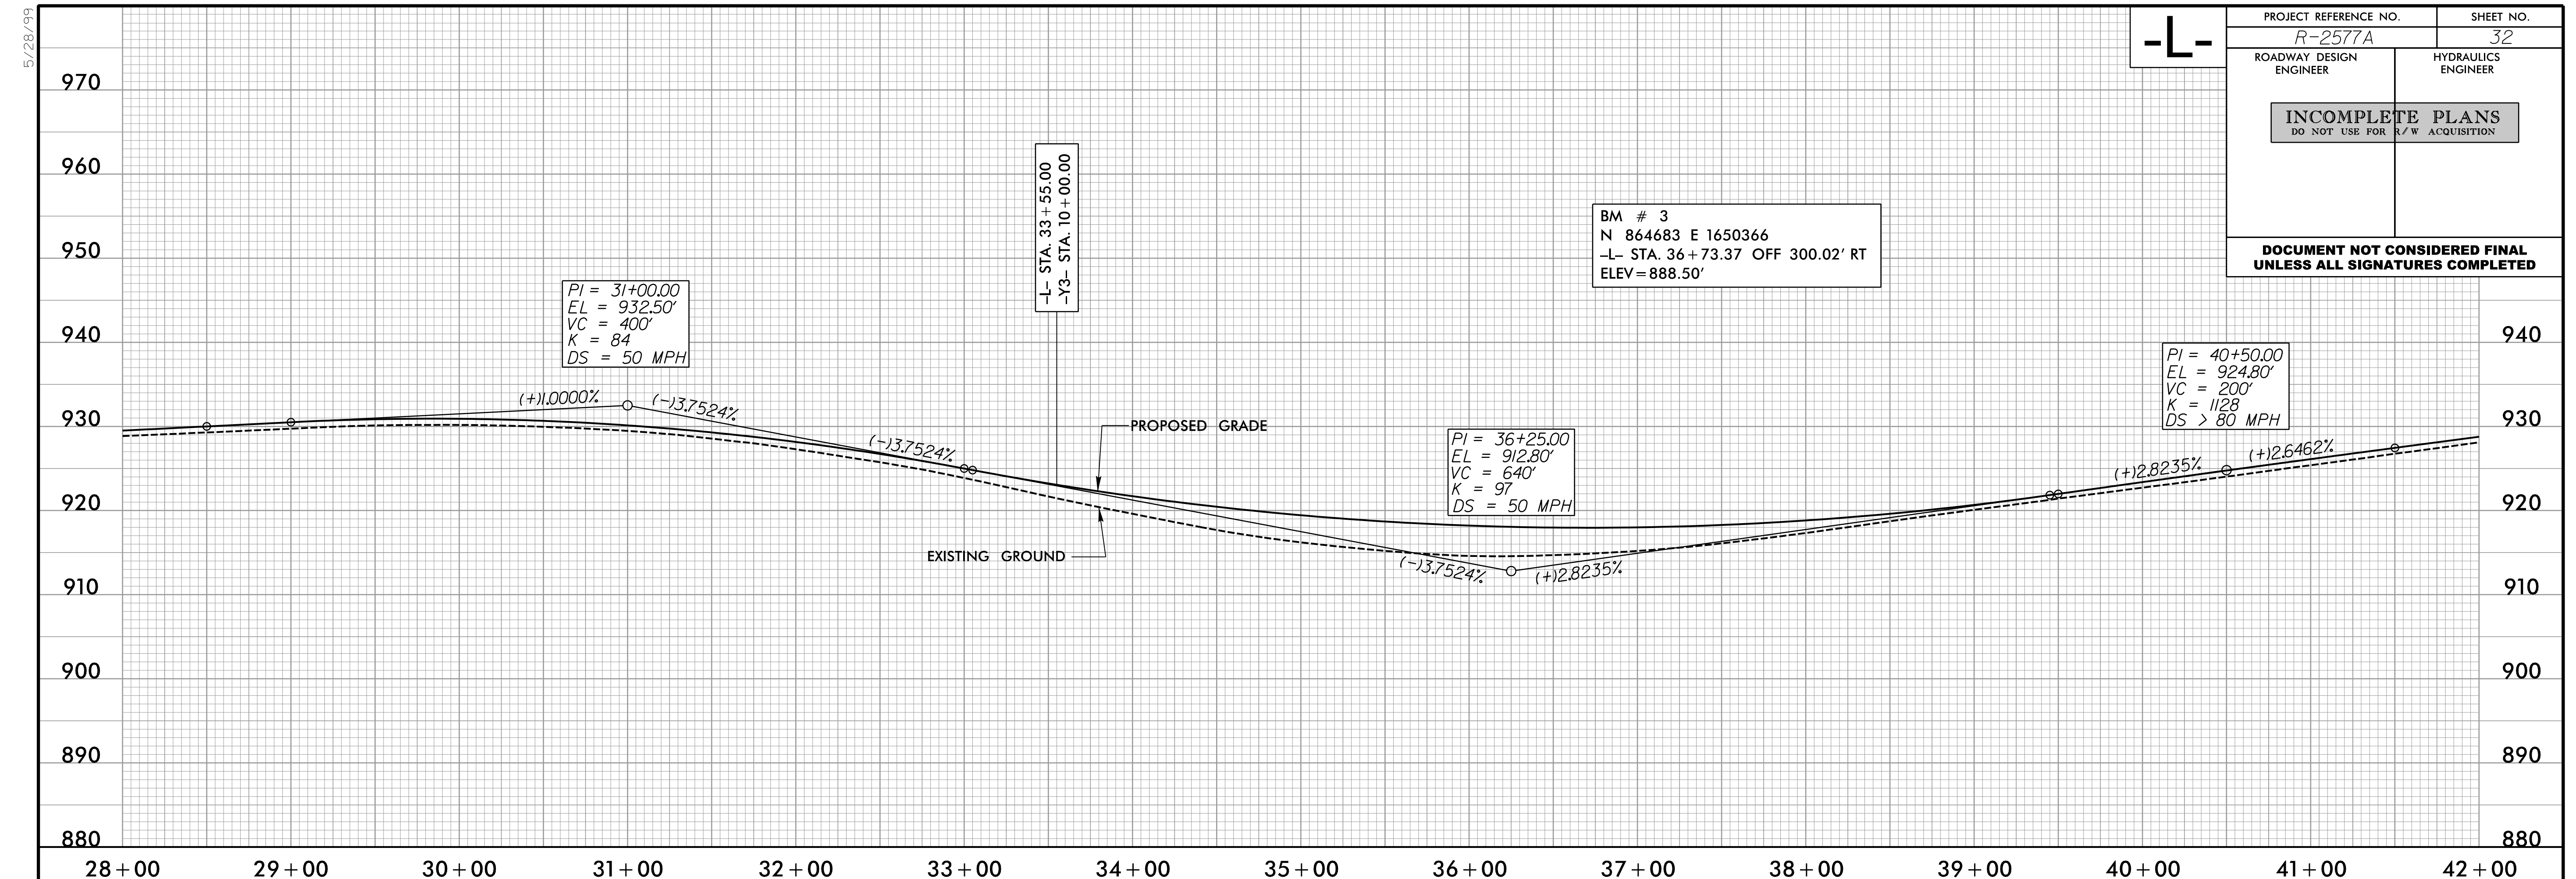 5/28/99
-L-
PROJECT REFERENCE NO.
SHEET NO.
R-2577A
32
ROADWAY DESIGN
ENGINEER
HYDRAULICS
ENGINEER
INCOMPLETE PLANS
DO NOT USE FOR R/W ACQUISITION
DOCUMENT NOT CONSIDERED FINAL
UNLESS ALL SIGNATURES COMPLETED
970
960
950
940
930
920
910
900
890
880
-L- STA. 33+55.00
-Y3- STA. 10+00.00
BM # 3
N 864683 E 1650366
-L- STA. 36+73.37 OFF 300.02' RT
ELEV=888.50'
PI = 31+00.00
EL = 932.50'
VC = 400'
K = 84
DS = 50 MPH
(+)1.0000%
(-)3.7524%
(-)3.7524%
PROPOSED GRADE
EXISTING GROUND
PI = 36+25.00
EL = 912.80'
VC = 640'
K = 97
DS = 50 MPH
(-)3.7524%
(+)2.8235%
PI = 40+50.00
EL = 924.80'
VC = 200'
K = 1128
DS > 80 MPH
(+)2.8235%
(+)2.6462%
940
930
920
910
900
890
880
28+00 29+00 30+00 31+00 32+00 33+00 34+00 35+00 36+00 37+00 38+00 39+00 40+00 41+00 42+00